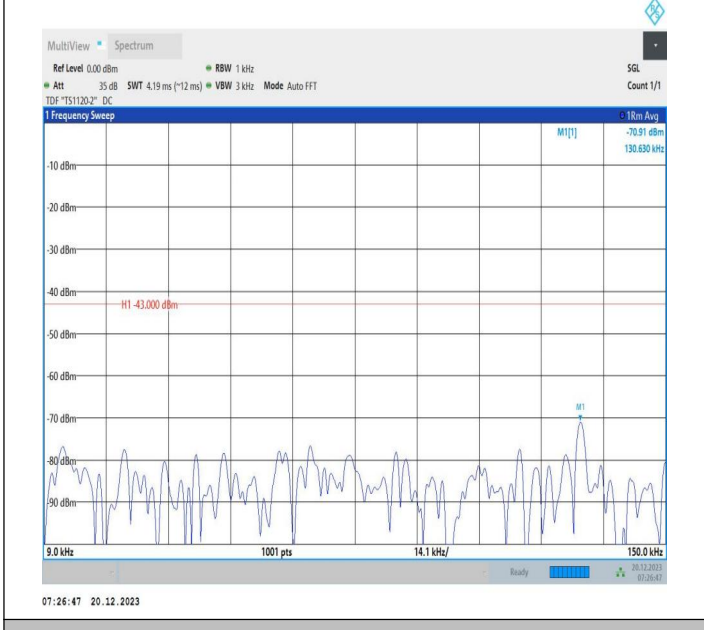 MultiView Spectrum
Ref Level 0.00 dBm RBW 1 kHz SGL
Att 35 dB SWT 4.19 ms (~12 ms) VBW 3 kHz Mode Auto FFT Count 1/1
TDF "TS1120-2" DC
1 Frequency Sweep 1Rm Avg
M1[1] -70.91 dBm
130.630 kHz
-10 dBm
-20 dBm
-30 dBm
-40 dBm
H1 -43.000 dBm
-50 dBm
-60 dBm
M1
-70 dBm
-80 dBm
-90 dBm
9.0 kHz 1001 pts 14.1 kHz/ 150.0 kHz
Ready 20.12.2023
07:26:47
07:26:47 20.12.2023